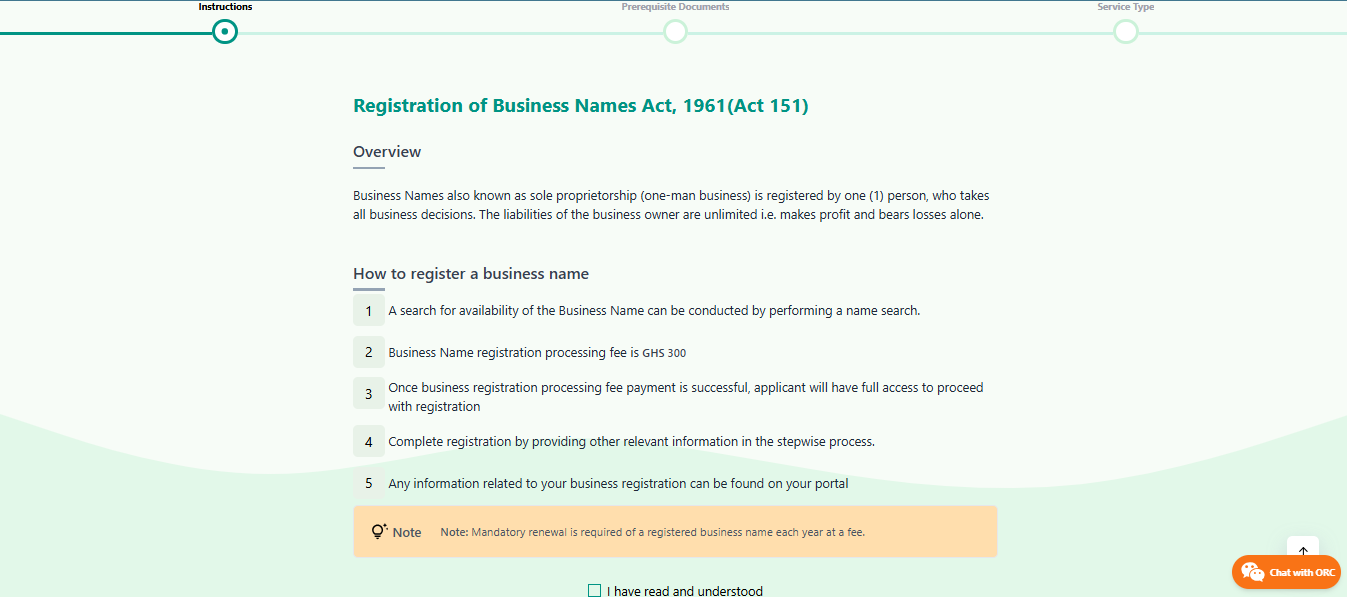 Instructions
Prerequisite Documents
Service Type
Registration of Business Names Act, 1961(Act 151)
Overview
Business Names also known as sole proprietorship (one-man business) is registered by one (1) person, who takes
all business decisions. The liabilities of the business owner are unlimited i.e. makes profit and bears losses alone.
How to register a business name
1 A search for availability of the Business Name can be conducted by performing a name search.
2 Business Name registration processing fee is GHS 300
3 Once business registration processing fee payment is successful, applicant will have full access to proceed
with registration
4 Complete registration by providing other relevant information in the stepwise process.
5 Any information related to your business registration can be found on your portal
Note Note: Mandatory renewal is required of a registered business name each year at a fee.
Chat with ORC
I have read and understood